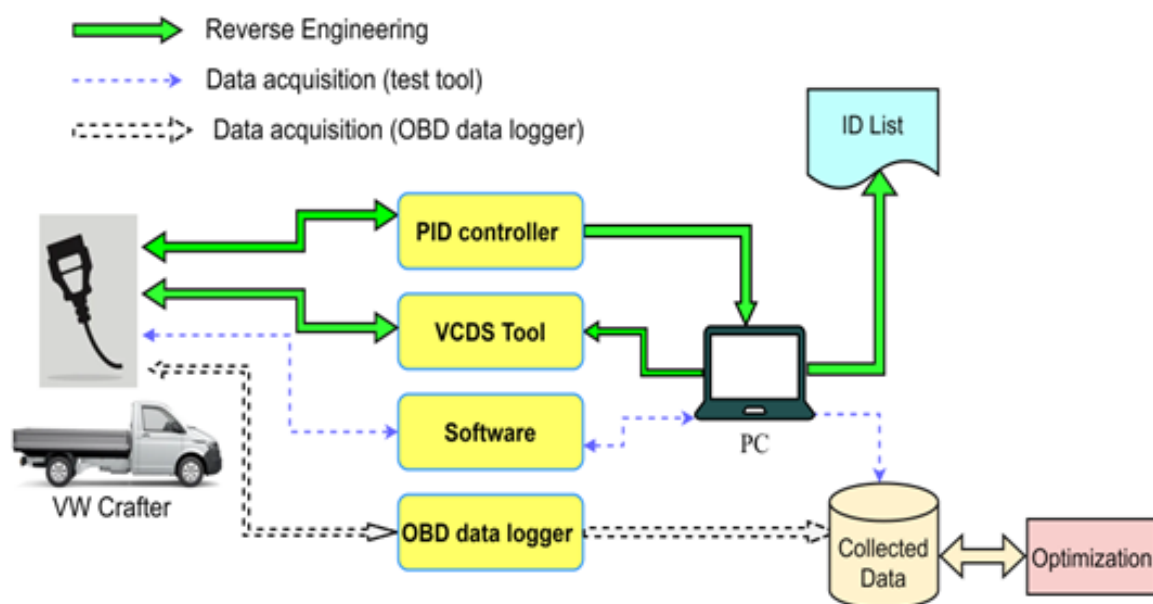 Reverse Engineering
Data acquisition (test tool)
Data acquisition (OBD data logger)
ID List
PID controller
VCDS Tool
Software
PC
VW Crafter
OBD data logger
Collected
Data
Optimization